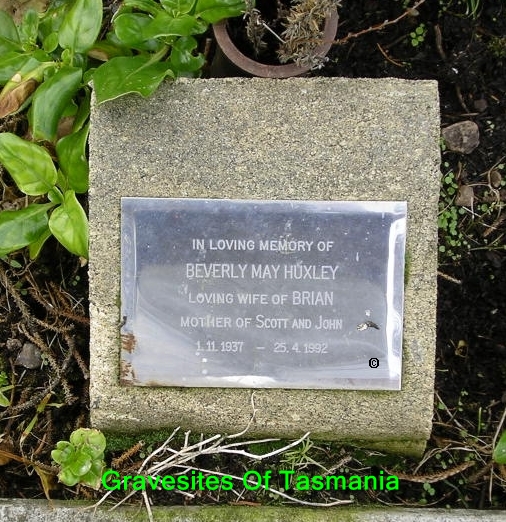 IN LOVING MEMORY OF
BEVERLY MAY HUXLEY
LOVING WIFE OF BRIAN
MOTHER OF SCOTT AND JOHN
1.11.1937 – 25.4.1992
©
Gravesites Of Tasmania